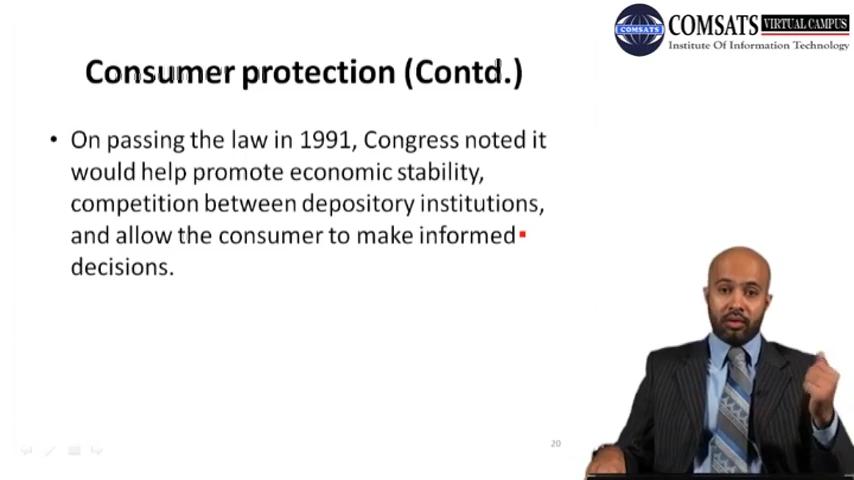 COMSATS VIRTUAL CAMPUS
COMSATS
Institute Of Information Technology
Consumer protection (Contd.)
• On passing the law in 1991, Congress noted it
would help promote economic stability,
competition between depository institutions,
and allow the consumer to make informed
decisions.
20